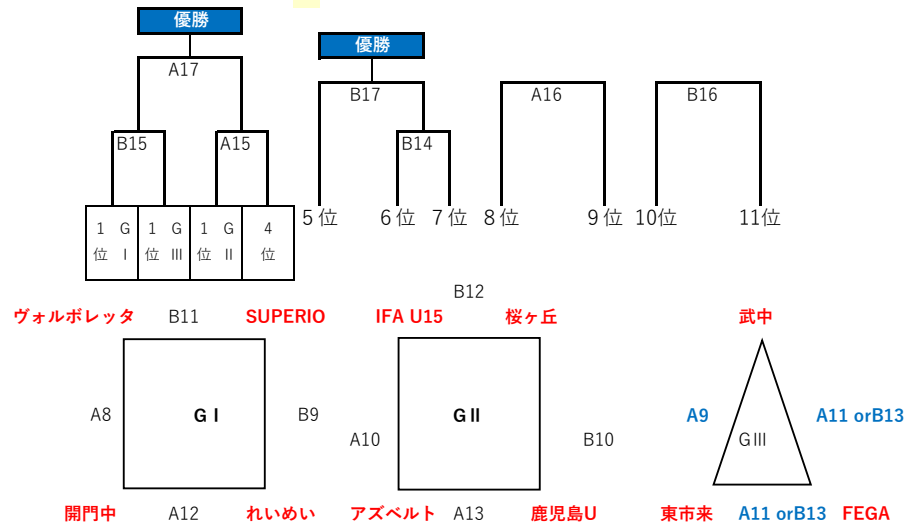 優勝
優勝
A17
B17 A16 B16
B15 A15 B14
5位 6位 7位 8位 9位 10位 11位
1位 GⅠ 1位 GⅢ 1位 GⅡ 4位
B12
ヴォルボレッタ B11 SUPERIO IFA U15 桜ヶ丘 武中
A8 GⅠ B9 GⅡ A9 A11 orB13
A10 B10 GⅢ
開門中 A12 れいめい アズベルト A13 鹿児島U 東市来 A11 orB13 FEGA